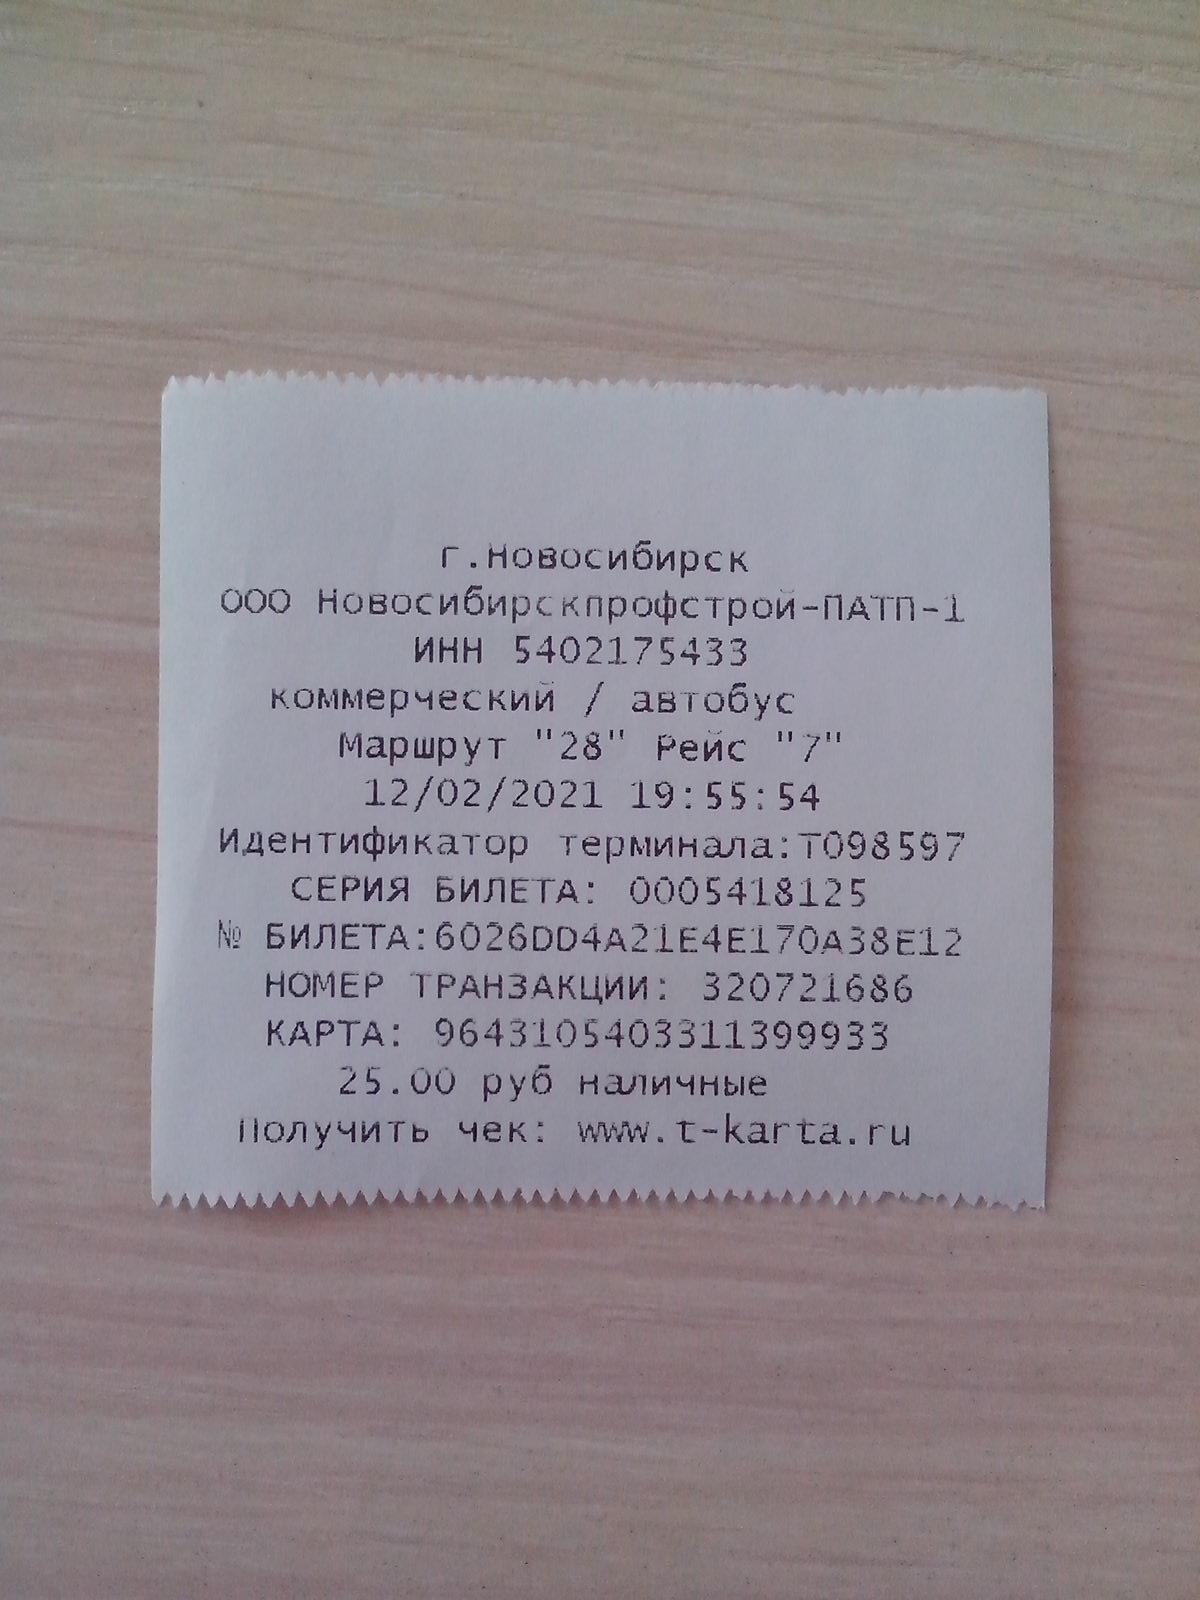 г.Новосибирск
ООО Новосибирскпрофстрой-ПАТП-1
ИНН 5402175433
коммерческий / автобус
Маршрут "28" Рейс "7"
12/02/2021 19:55:54
Идентификатор терминала:T098597
СЕРИЯ БИЛЕТА: 0005418125
№ БИЛЕТА:6026DD4A21E4E170A38E12
НОМЕР ТРАНЗАКЦИИ: 320721686
КАРТА: 9643105403311399933
25.00 руб наличные
Получить чек: www.t-karta.ru